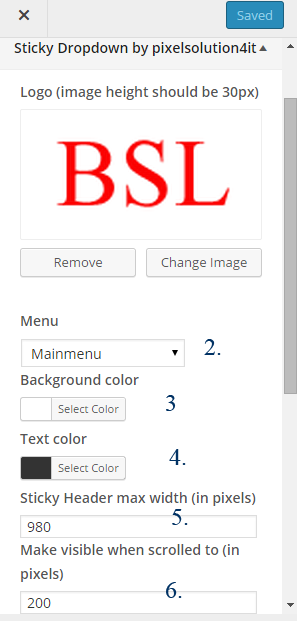 × Saved
Sticky Dropdown by pixelsolution4it
Logo (image height should be 30px)
BSL
Remove Change Image
Menu
Mainmenu 2.
Background color
Select Color 3
Text color
Select Color 4.
Sticky Header max width (in pixels)
980 5.
Make visible when scrolled to (in
pixels)
200 6.